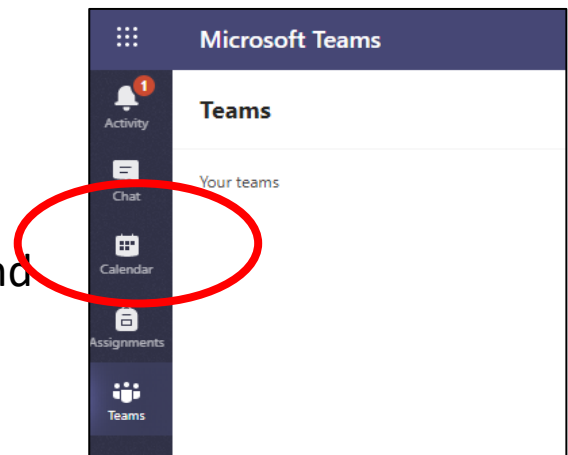 Microsoft Teams
1
Activity
Teams
Chat
Your teams
Calendar
nd
Assignments
Teams